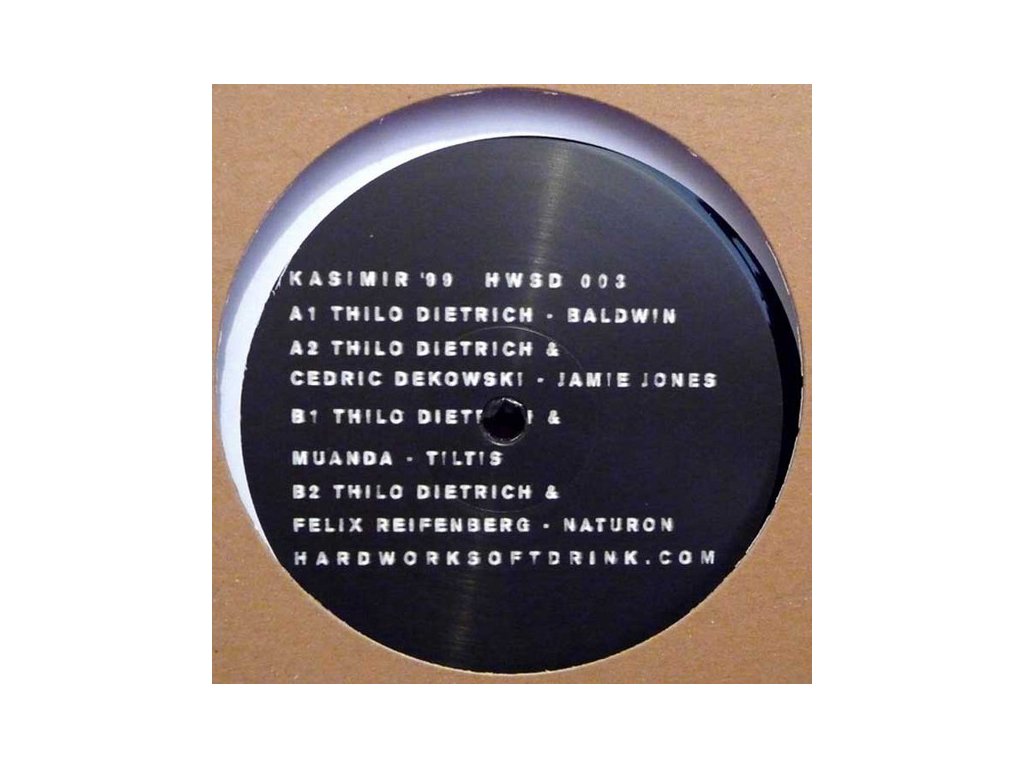 KASIMIR '99 HWSD 003
A1 THILO DIETRICH - BALDWIN
A2 THILO DIETRICH &
CEDRIC DEKOWSKI - JAMIE JONES
B1 THILO DIETRICH &
MUANDA - TILTIS
B2 THILO DIETRICH &
FELIX REIFENBERG - NATURON
HARDWORKSOFTDRINK.COM